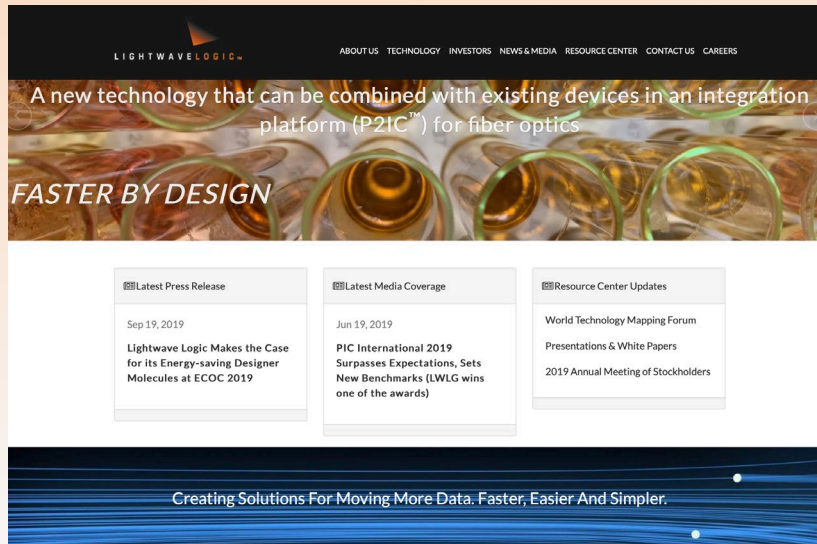 LIGHTWAVELOGIC™
ABOUT US TECHNOLOGY INVESTORS NEWS & MEDIA RESOURCE CENTER CONTACT US CAREERS
A new technology that can be combined with existing devices in an integration
platform (P2IC™) for fiber optics
FASTER BY DESIGN
Latest Press Release
Sep 19, 2019
Lightwave Logic Makes the Case
for its Energy-saving Designer
Molecules at ECOC 2019
Latest Media Coverage
Jun 19, 2019
PIC International 2019
Surpasses Expectations, Sets
New Benchmarks (LWLG wins
one of the awards)
Resource Center Updates
World Technology Mapping Forum
Presentations & White Papers
2019 Annual Meeting of Stockholders
Creating Solutions For Moving More Data. Faster, Easier And Simpler.